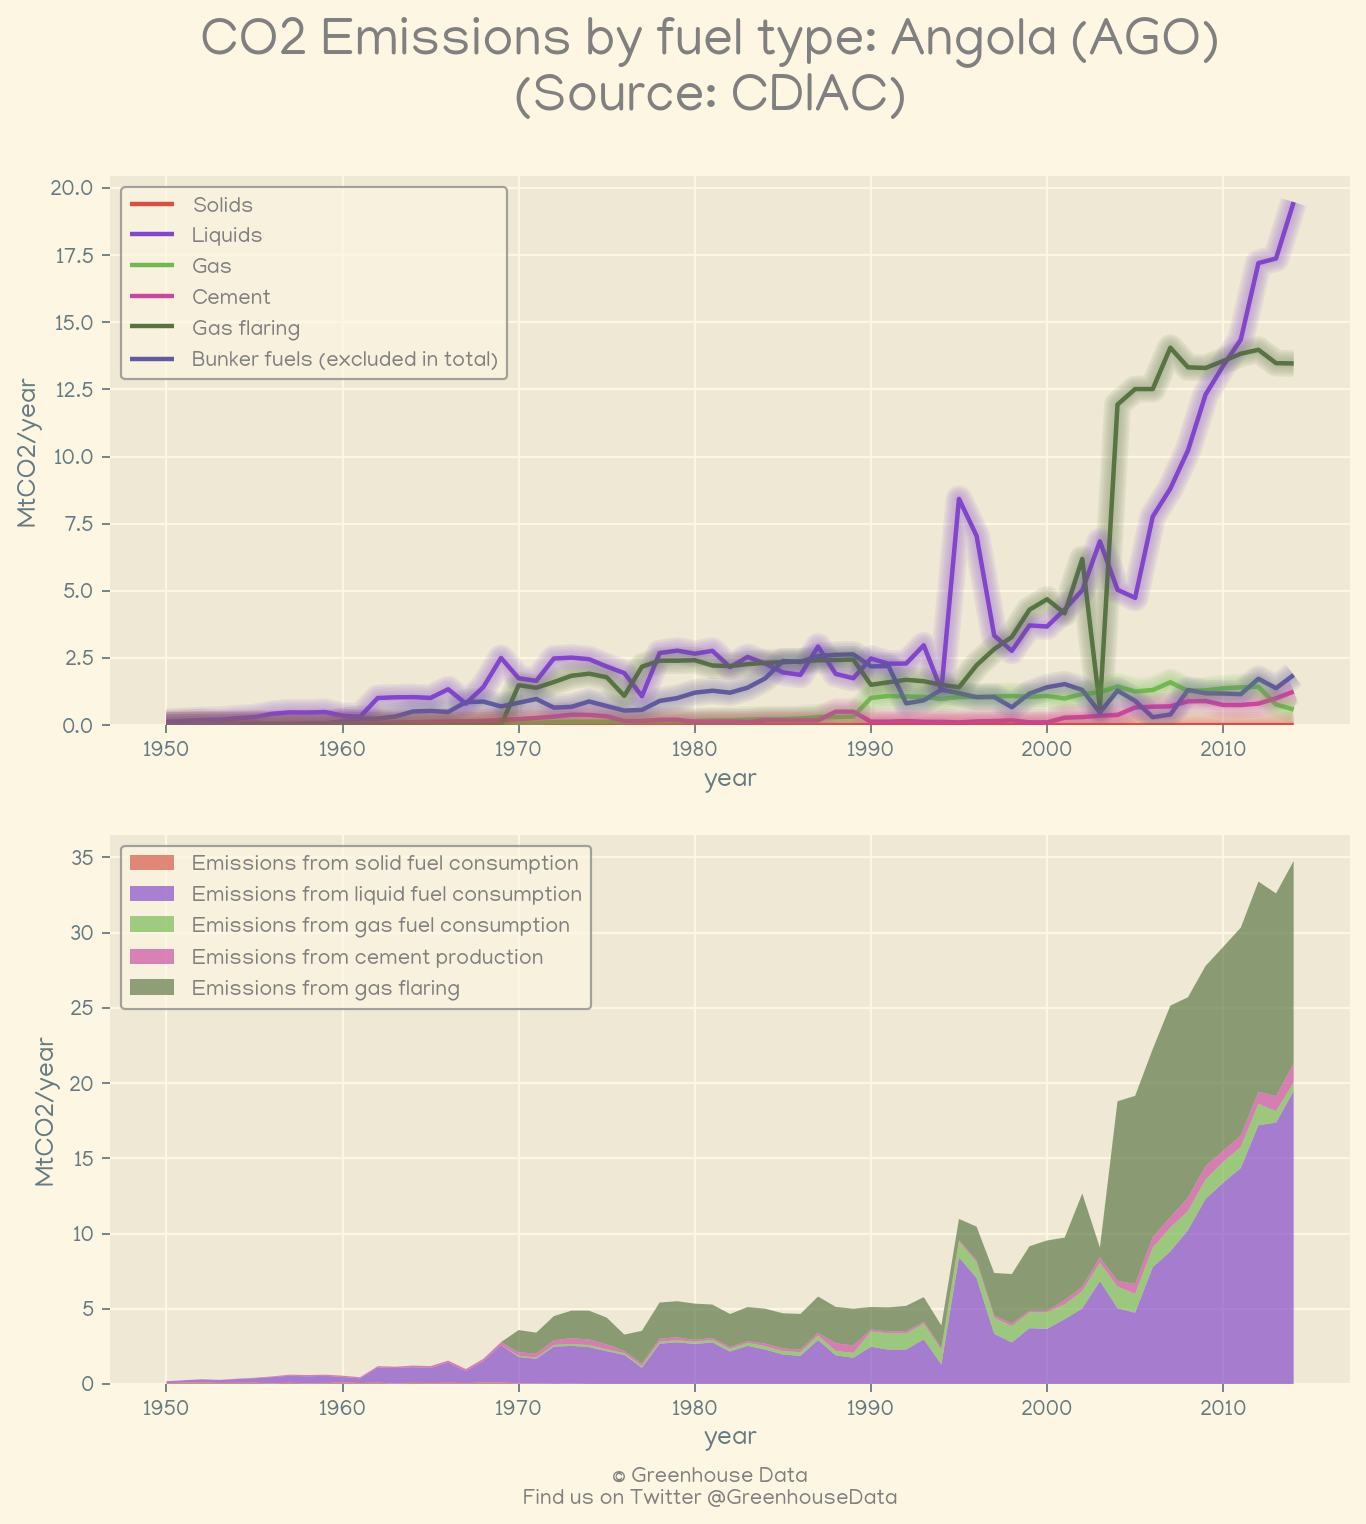 CO2 Emissions by fuel type: Angola (AGO)
(Source: CDIAC)
MtCO2/year
20.0
17.5
15.0
12.5
10.0
7.5
5.0
2.5
0.0
Solids
Liquids
Gas
Cement
Gas flaring
Bunker fuels (excluded in total)
1950 1960 1970 1980 1990 2000 2010
year
MtCO2/year
35
30
25
20
15
10
5
0
Emissions from solid fuel consumption
Emissions from liquid fuel consumption
Emissions from gas fuel consumption
Emissions from cement production
Emissions from gas flaring
1950 1960 1970 1980 1990 2000 2010
year
© Greenhouse Data
Find us on Twitter @GreenhouseData